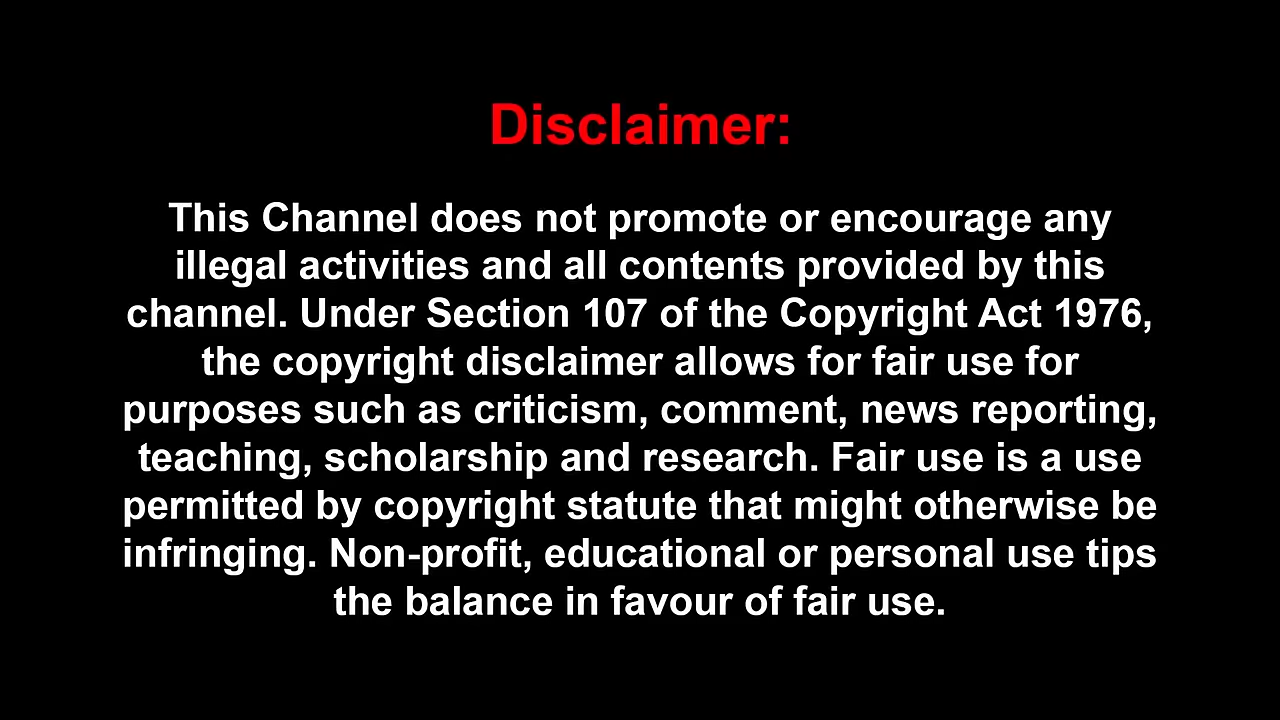 Disclaimer:
This Channel does not promote or encourage any
illegal activities and all contents provided by this
channel. Under Section 107 of the Copyright Act 1976,
the copyright disclaimer allows for fair use for
purposes such as criticism, comment, news reporting,
teaching, scholarship and research. Fair use is a use
permitted by copyright statute that might otherwise be
infringing. Non-profit, educational or personal use tips
the balance in favour of fair use.